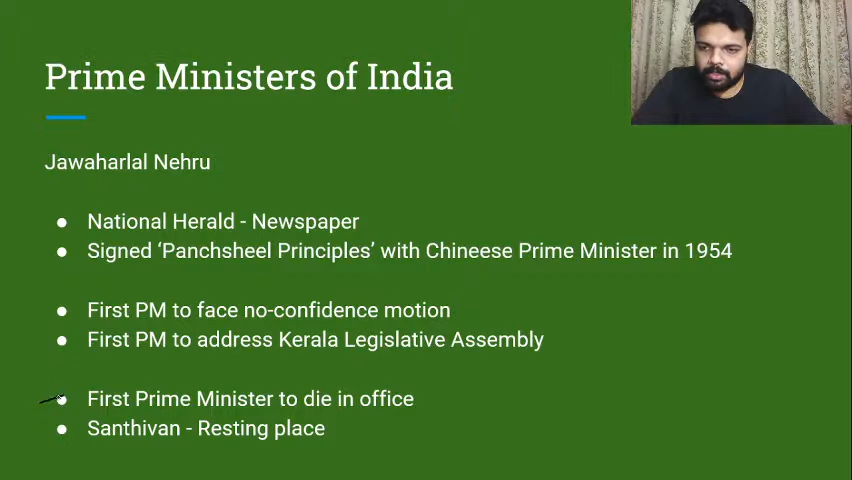 Prime Ministers of India
Jawaharlal Nehru
● National Herald - Newspaper
● Signed ‘Panchsheel Principles’ with Chineese Prime Minister in 1954
● First PM to face no-confidence motion
● First PM to address Kerala Legislative Assembly
● First Prime Minister to die in office
● Santhivan - Resting place